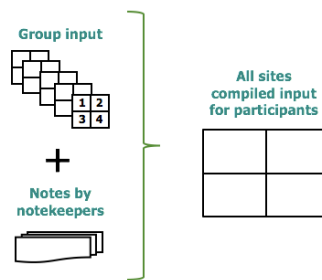 Group input
1 2
3 4
+
Notes by
notekeepers
All sites
compiled input
for participants